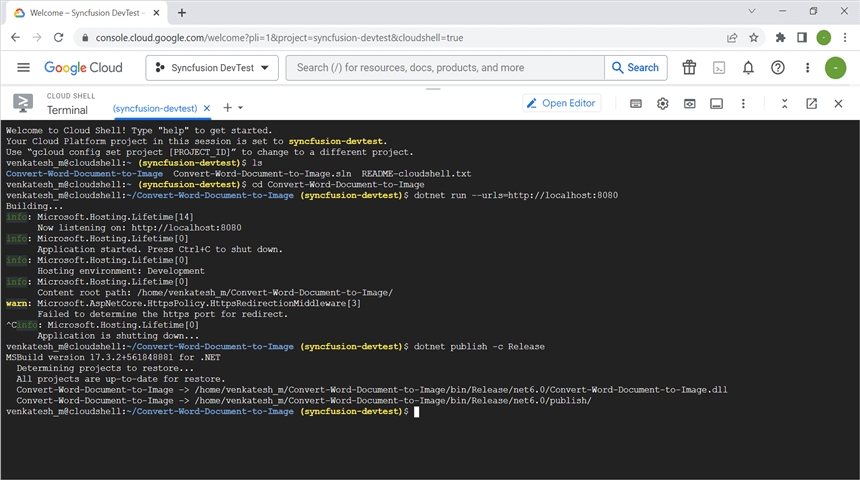 Welcome – Syncfusion DevTest –
console.cloud.google.com/welcome?pli=1&project=syncfusion-devtest&cloudshell=true
Google Cloud
Syncfusion DevTest
Search (/) for resources, docs, products, and more
Search
CLOUD SHELL
Terminal
(syncfusion-devtest)
Open Editor
Welcome to Cloud Shell! Type "help" to get started.
Your Cloud Platform project in this session is set to syncfusion-devtest.
Use “gcloud config set project [PROJECT_ID]” to change to a different project.
venkatesh_m@cloudshell:~ (syncfusion-devtest)$ ls
Convert-Word-Document-to-Image  Convert-Word-Document-to-Image.sln  README-cloudshell.txt
venkatesh_m@cloudshell:~ (syncfusion-devtest)$ cd Convert-Word-Document-to-Image
venkatesh_m@cloudshell:~/Convert-Word-Document-to-Image (syncfusion-devtest)$ dotnet run --urls=http://localhost:8080
Building...
info: Microsoft.Hosting.Lifetime[14]
Now listening on: http://localhost:8080
info: Microsoft.Hosting.Lifetime[0]
Application started. Press Ctrl+C to shut down.
info: Microsoft.Hosting.Lifetime[0]
Hosting environment: Development
info: Microsoft.Hosting.Lifetime[0]
Content root path: /home/venkatesh_m/Convert-Word-Document-to-Image/
warn: Microsoft.AspNetCore.HttpsPolicy.HttpsRedirectionMiddleware[3]
Failed to determine the https port for redirect.
^Cinfo: Microsoft.Hosting.Lifetime[0]
Application is shutting down...
venkatesh_m@cloudshell:~/Convert-Word-Document-to-Image (syncfusion-devtest)$ dotnet publish -c Release
MSBuild version 17.3.2+561848881 for .NET
Determining projects to restore...
All projects are up-to-date for restore.
Convert-Word-Document-to-Image -> /home/venkatesh_m/Convert-Word-Document-to-Image/bin/Release/net6.0/Convert-Word-Document-to-Image.dll
Convert-Word-Document-to-Image -> /home/venkatesh_m/Convert-Word-Document-to-Image/bin/Release/net6.0/publish/
venkatesh_m@cloudshell:~/Convert-Word-Document-to-Image (syncfusion-devtest)$